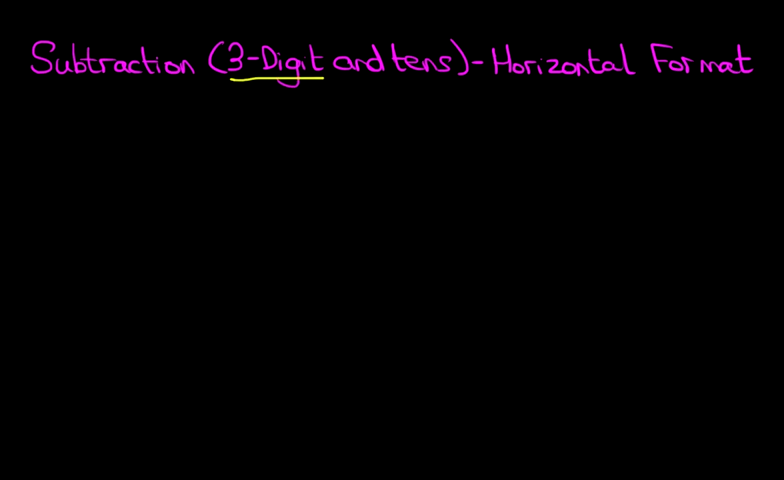 Subtraction (3-Digit and tens)- Horizontal Format